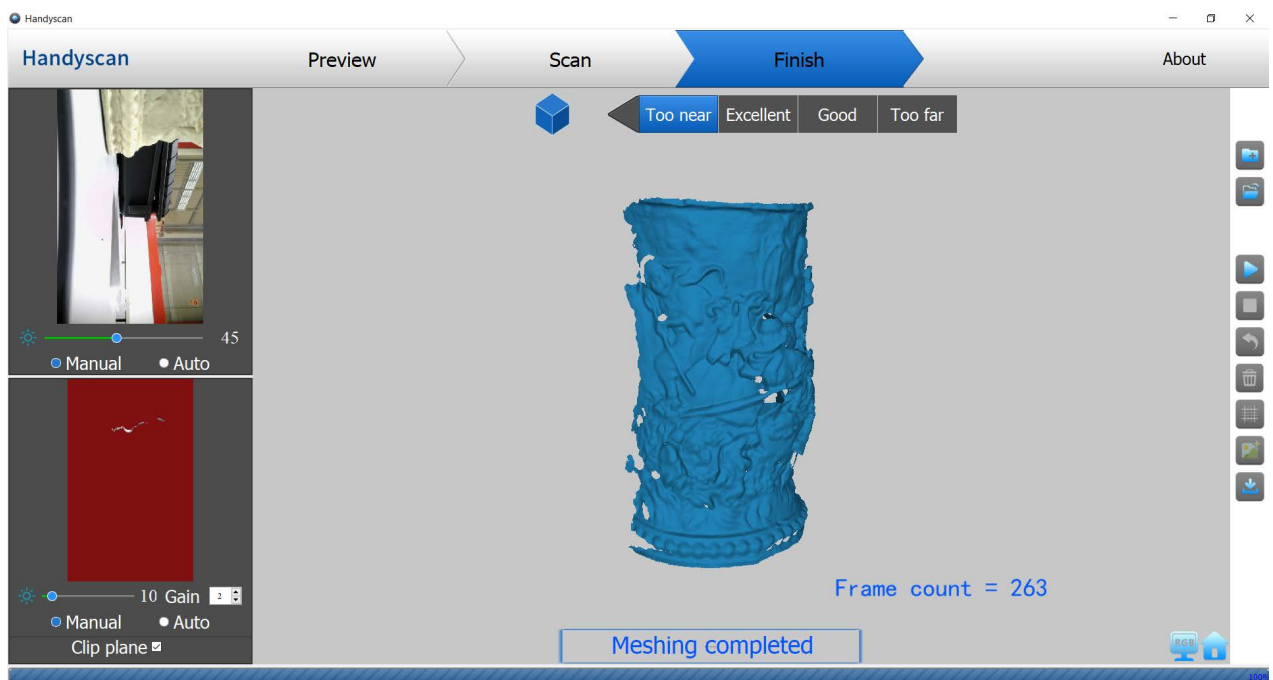 Handyscan
Handyscan
Preview
Scan
Finish
About
Too near
Excellent
Good
Too far
45
Manual
Auto
10
Gain
2
Manual
Auto
Clip plane
Frame count = 263
Meshing completed
RGB
100%